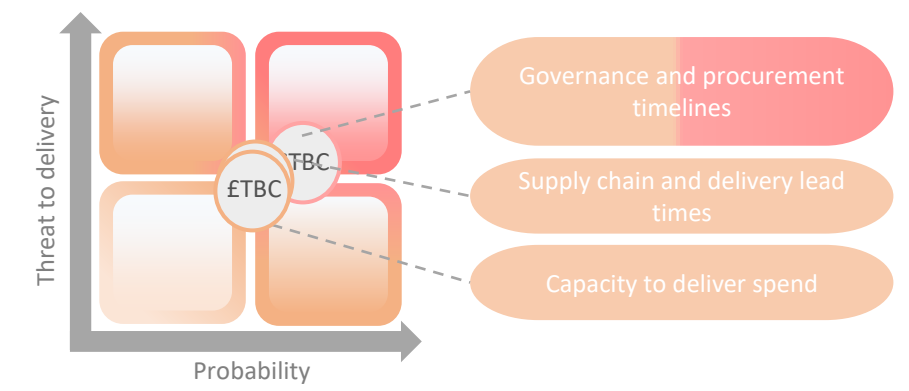 Threat to delivery
Probability
TBC
£TBC
Governance and procurement
timelines
Supply chain and delivery lead
times
Capacity to deliver spend